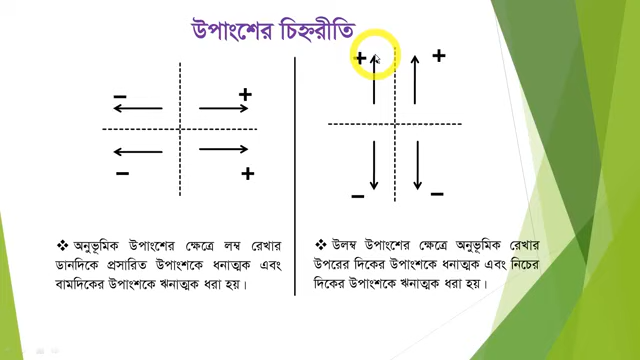 উপাংশের চিহ্নরীতি
+ +
- +
- +
- -
❖ অনুভূমিক উপাংশের ক্ষেত্রে লম্ব রেখার
ডানদিকে প্রসারিত উপাংশকে ধনাত্মক এবং
বামদিকের উপাংশকে ঋনাত্মক ধরা হয়।
❖ উলম্ব উপাংশের ক্ষেত্রে অনুভূমিক রেখার
উপরের দিকের উপাংশকে ধনাত্মক এবং নিচের
দিকের উপাংশকে ঋনাত্মক ধরা হয়।